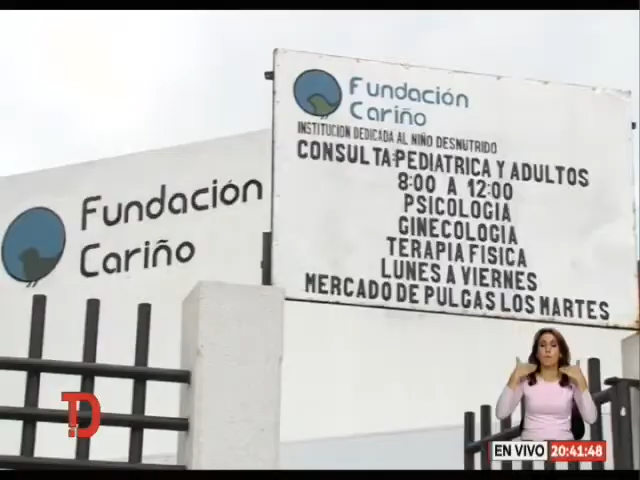 Fundación
Cariño
INSTITUCION DEDICADA AL NIÑO DESNUTRIDO
CONSULTA:PEDIATRICA Y ADULTOS
8:00 A 12:00
PSICOLOGIA
GINECOLOGIA
TERAPIA FISICA
LUNES A VIERNES
MERCADO DE PULGAS LOS MARTES
Fundación
Cariño
TD
EN VIVO 20:41:48